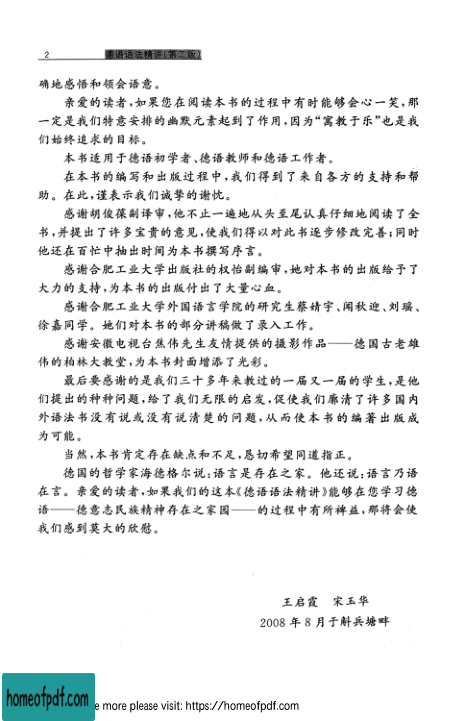 2
德语语法精讲(第二版)
确地感悟和领会语意。
亲爱的读者,如果您在阅读本书的过程中有时能够会心一笑,那
一定是我们特意安排的幽默元素起到了作用,因为“寓教于乐”也是我
们始终追求的目标。
本书适用于德语初学者、德语教师和德语工作者。
在本书的编写和出版过程中,我们得到了来自各方的支持和帮
助。在此,谨表示我们诚挚的谢忱。
感谢胡俊葆副译审,他不止一遍地从头至尾认真仔细地阅读了全
书,并提出了许多宝贵的意见,使我们得以对此书逐步修改完善;同时
他还在百忙中抽出时间为本书撰写序言。
感谢合肥工业大学出版社的权怡副编审,她对本书的出版给予了
大力的支持,为本书的出版付出了大量心血。
感谢合肥工业大学外国语言学院的研究生蔡婧宇、闻秋迎、刘瑶、
徐嘉同学。她们对本书的部分讲稿做了录入工作。
感谢安徽电视台焦伟先生友情提供的摄影作品——德国古老雄
伟的柏林大教堂,为本书封面增添了光彩。
最后要感谢的是我们三十多年来教过的一届又一届的学生,是他
们提出的种种问题,给了我们无限的启发,促使我们廓清了许多国内
外语法书没有说或没有说清楚的问题,从而使本书的编著出版成
为可能。
当然,本书肯定存在缺点和不足,恳切希望同道指正。
德国的哲学家海德格尔说:语言是存在之家。他还说:语言乃语
在言。亲爱的读者,如果我们的这本《德语语法精讲》能够在您学习德
语——德意志民族精神存在之家园——的过程中有所裨益,那将会使
我们感到莫大的欣慰。
王启霞 宋玉华
2008 年 8 月于斛兵塘畔
homeofpdf.com
e more please visit: https://homeofpdf.com